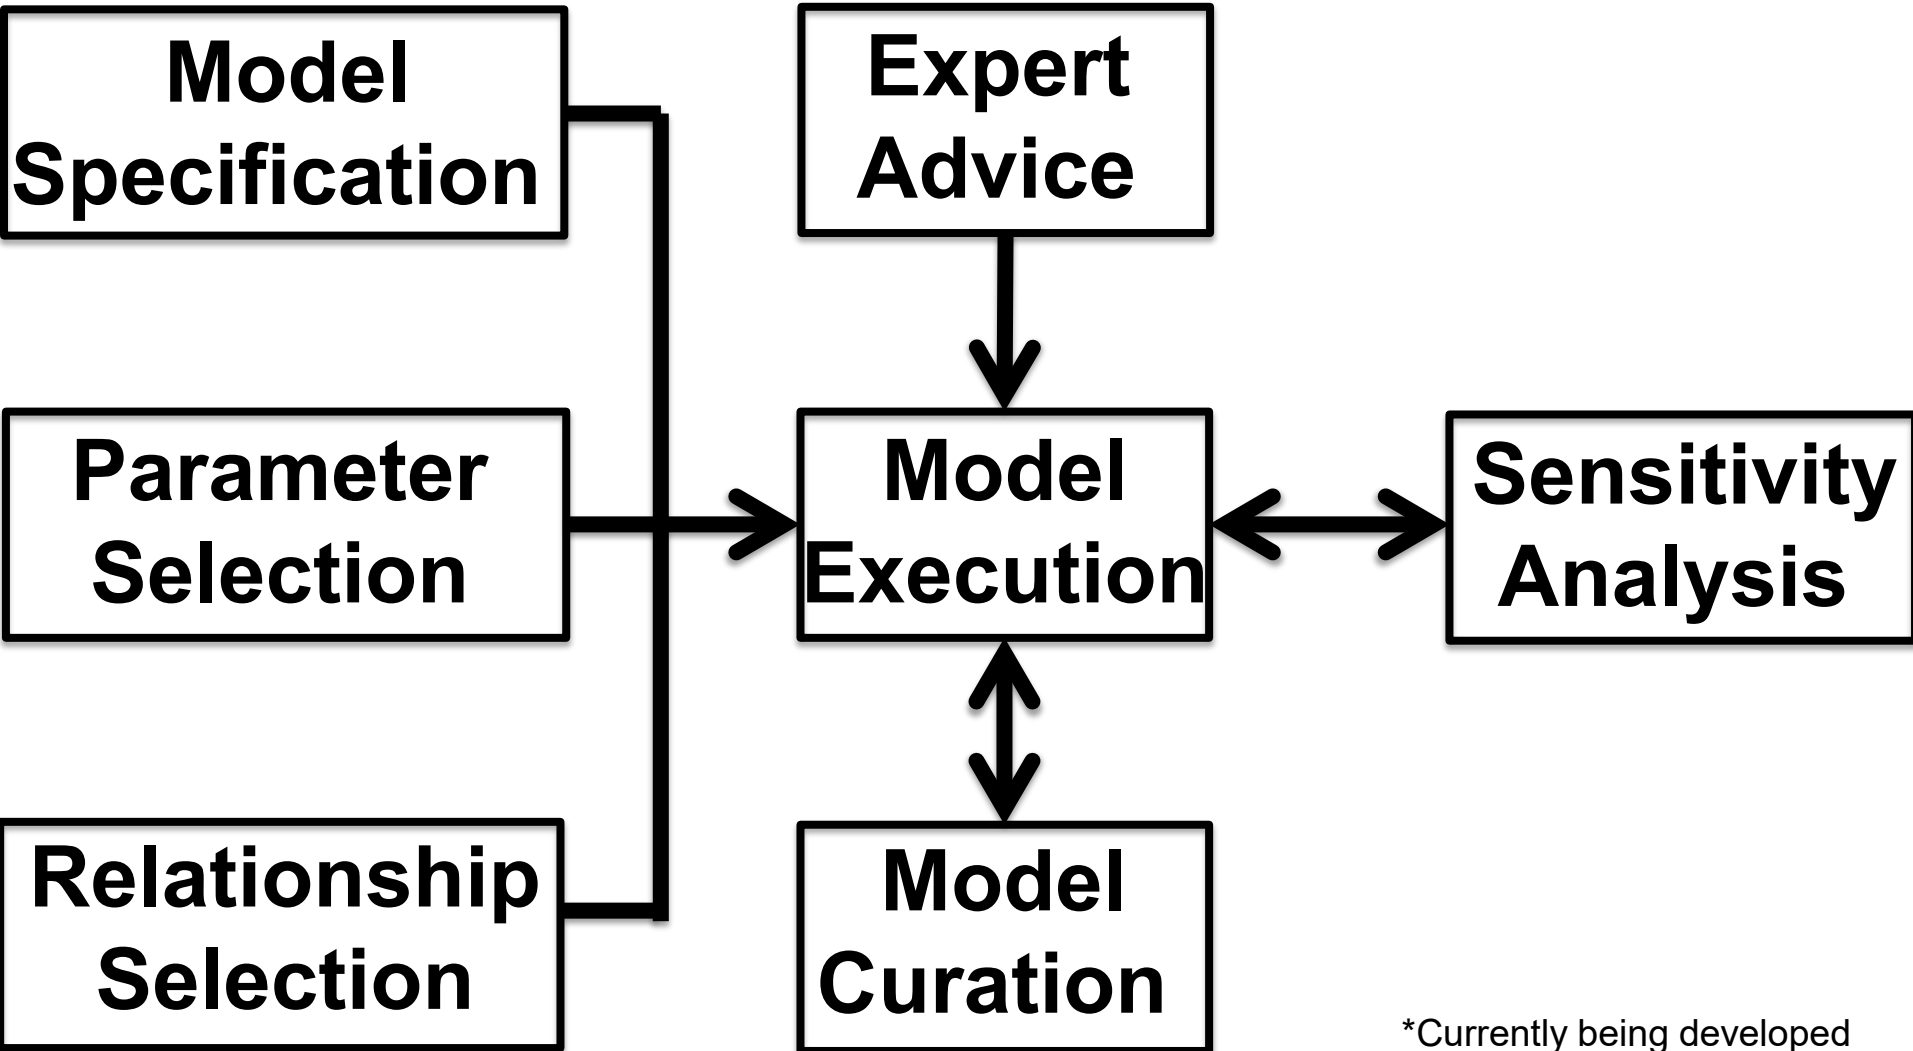 Model
Specification
Expert
Advice
Parameter
Selection
Model
Execution
Sensitivity
Analysis
Relationship
Selection
Model
Curation
*Currently being developed